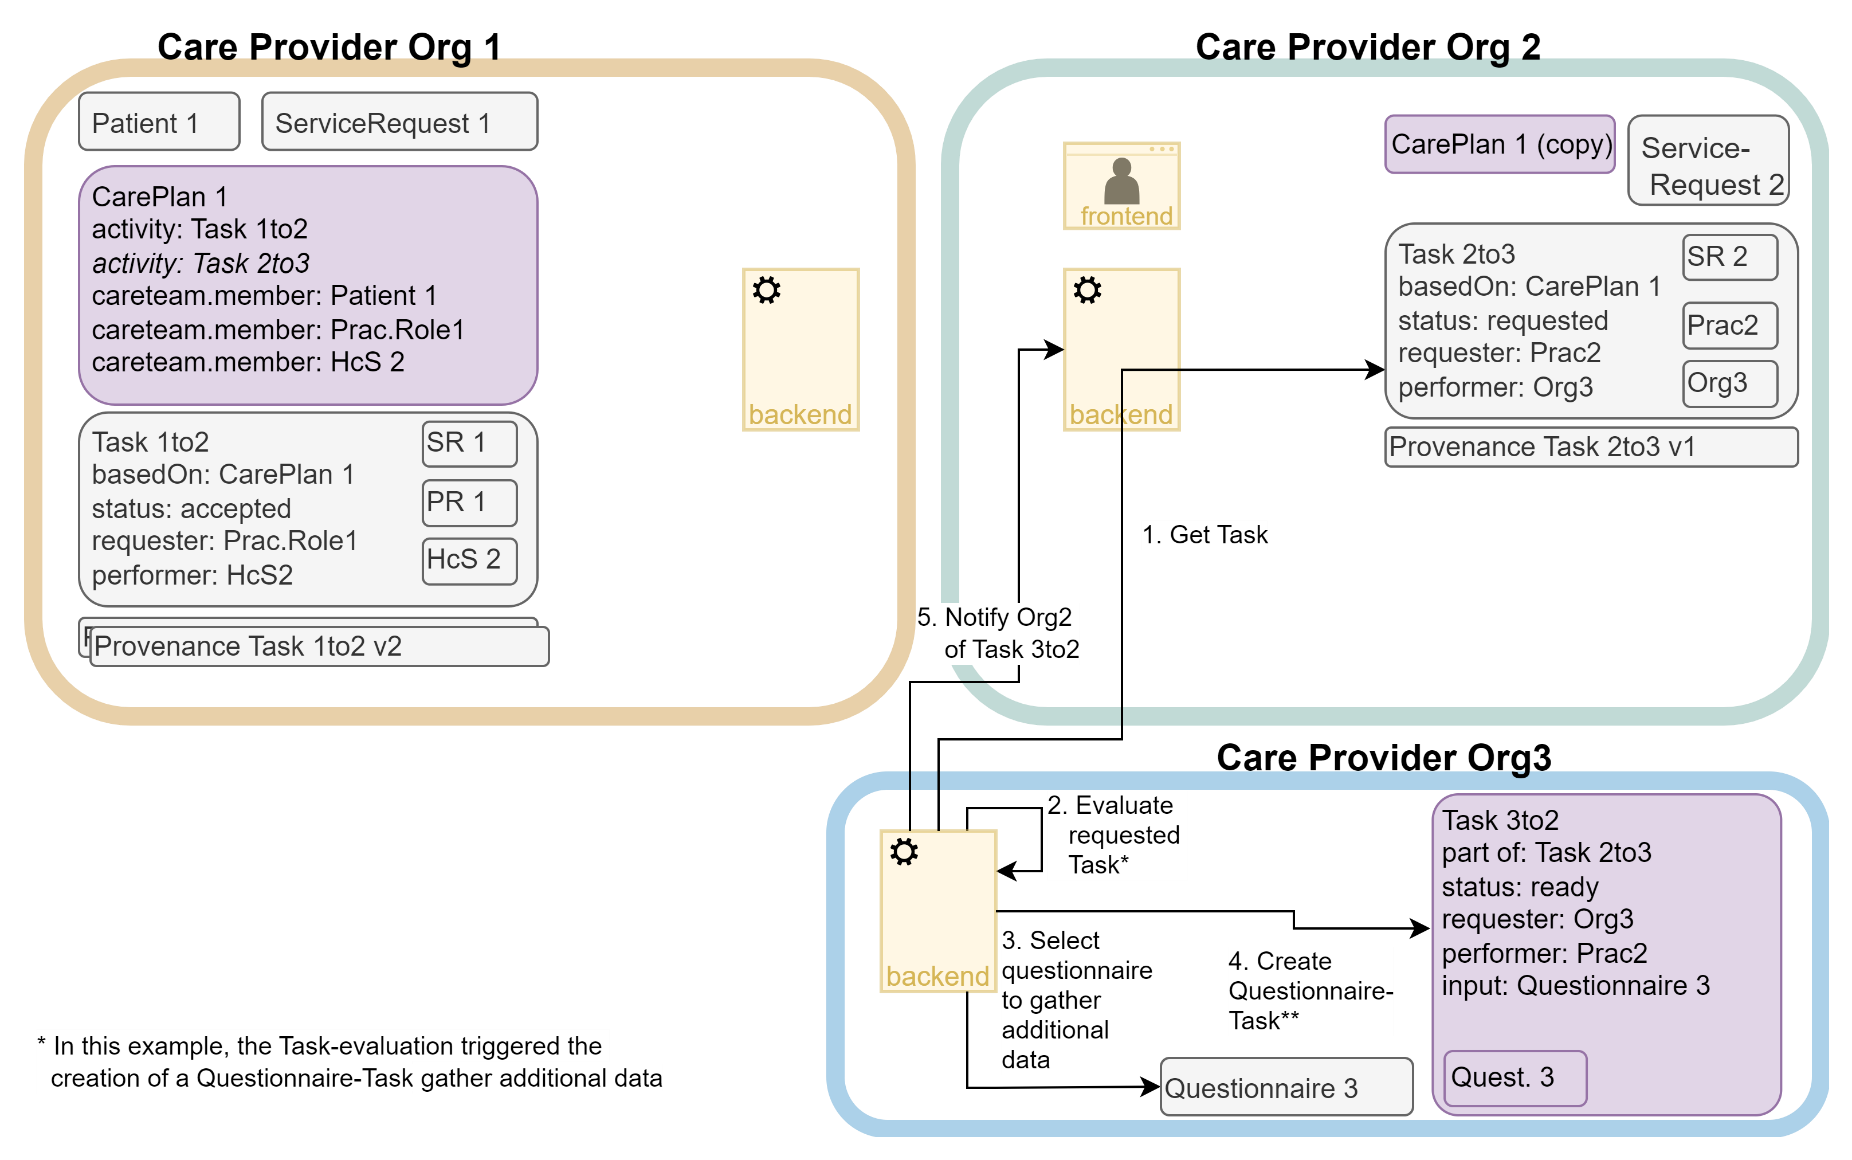 Care Provider Org 1
Patient 1
ServiceRequest 1
CarePlan 1
activity: Task 1to2
activity: Task 2to3
careteam.member: Patient 1
careteam.member: Prac.Role1
careteam.member: HcS 2
Task 1to2
basedOn: CarePlan 1
status: accepted
requester: Prac.Role1
performer: HcS2
SR 1
PR 1
HcS 2
Provenance Task 1to2 v2
backend
Care Provider Org 2
frontend
backend
CarePlan 1 (copy)
Service-
Request 2
Task 2to3
basedOn: CarePlan 1
status: requested
requester: Prac2
performer: Org3
SR 2
Prac2
Org3
Provenance Task 2to3 v1
1. Get Task
5. Notify Org2
of Task 3to2
Care Provider Org3
backend
2. Evaluate
requested
Task*
3. Select
questionnaire
to gather
additional
data
4. Create
Questionnaire-
Task**
Questionnaire 3
Task 3to2
part of: Task 2to3
status: ready
requester: Org3
performer: Prac2
input: Questionnaire 3
Quest. 3
* In this example, the Task-evaluation triggered the
creation of a Questionnaire-Task gather additional data